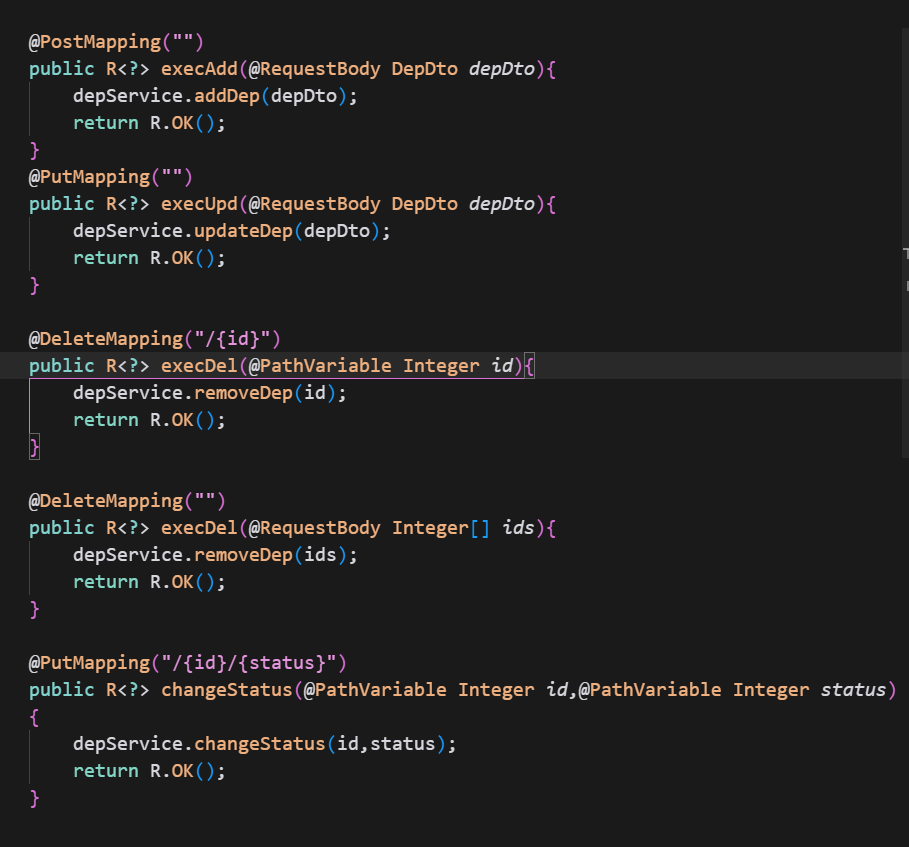 @PostMapping("")
public R<?> execAdd(@RequestBody DepDto depDto){
    depService.addDep(depDto);
    return R.OK();
}
@PutMapping("")
public R<?> execUpd(@RequestBody DepDto depDto){
    depService.updateDep(depDto);
    return R.OK();
}

@DeleteMapping("/{id}")
public R<?> execDel(@PathVariable Integer id){
    depService.removeDep(id);
    return R.OK();
}

@DeleteMapping("")
public R<?> execDel(@RequestBody Integer[] ids){
    depService.removeDep(ids);
    return R.OK();
}

@PutMapping("/{id}/{status}")
public R<?> changeStatus(@PathVariable Integer id,@PathVariable Integer status)
{
    depService.changeStatus(id,status);
    return R.OK();
}